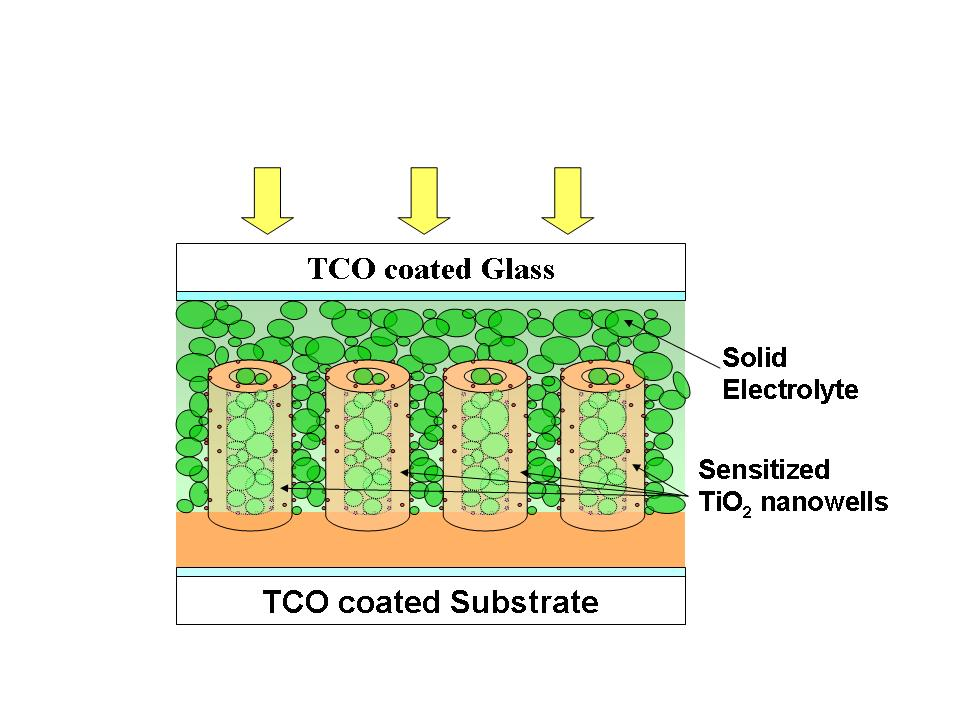 TCO coated Glass
Solid
Electrolyte
Sensitized
TiO₂ nanowells
TCO coated Substrate